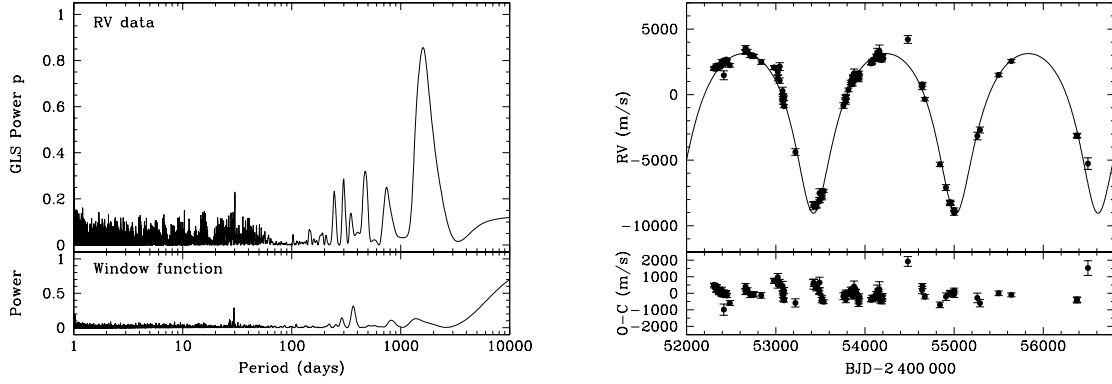 RV data
GLS Power p
1
0.8
0.6
0.4
0.2
0
Window function
Power
1
0.5
0
1 10 100 1000 10000
Period (days)
RV (m/s)
5000
0
−5000
−10000
O−C (m/s)
2000
1000
0
−1000
−2000
52000 53000 54000 55000 56000
BJD−2 400 000